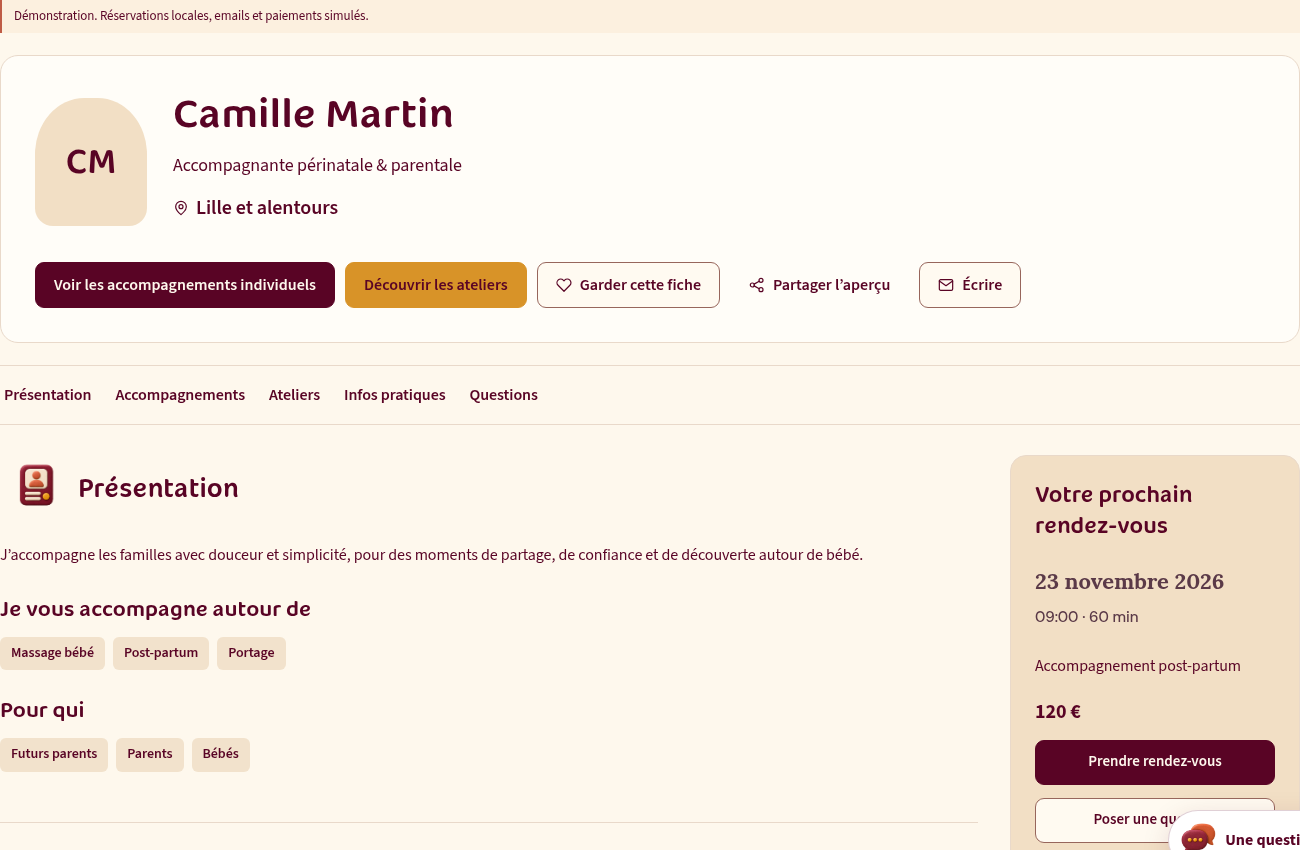 Démonstration. Réservations locales, emails et paiements simulés.
CM
Camille Martin
Accompagnante périnatale & parentale
Lille et alentours
Voir les accompagnements individuels
Découvrir les ateliers
Garder cette fiche
Partager l’aperçu
Écrire
Présentation
Accompagnements
Ateliers
Infos pratiques
Questions
Présentation
J’accompagne les familles avec douceur et simplicité, pour des moments de partage, de confiance et de découverte autour de bébé.
Je vous accompagne autour de
Massage bébé
Post-partum
Portage
Pour qui
Futurs parents
Parents
Bébés
Votre prochain
rendez-vous
23 novembre 2026
09:00 · 60 min
Accompagnement post-partum
120 €
Prendre rendez-vous
Poser une
Une